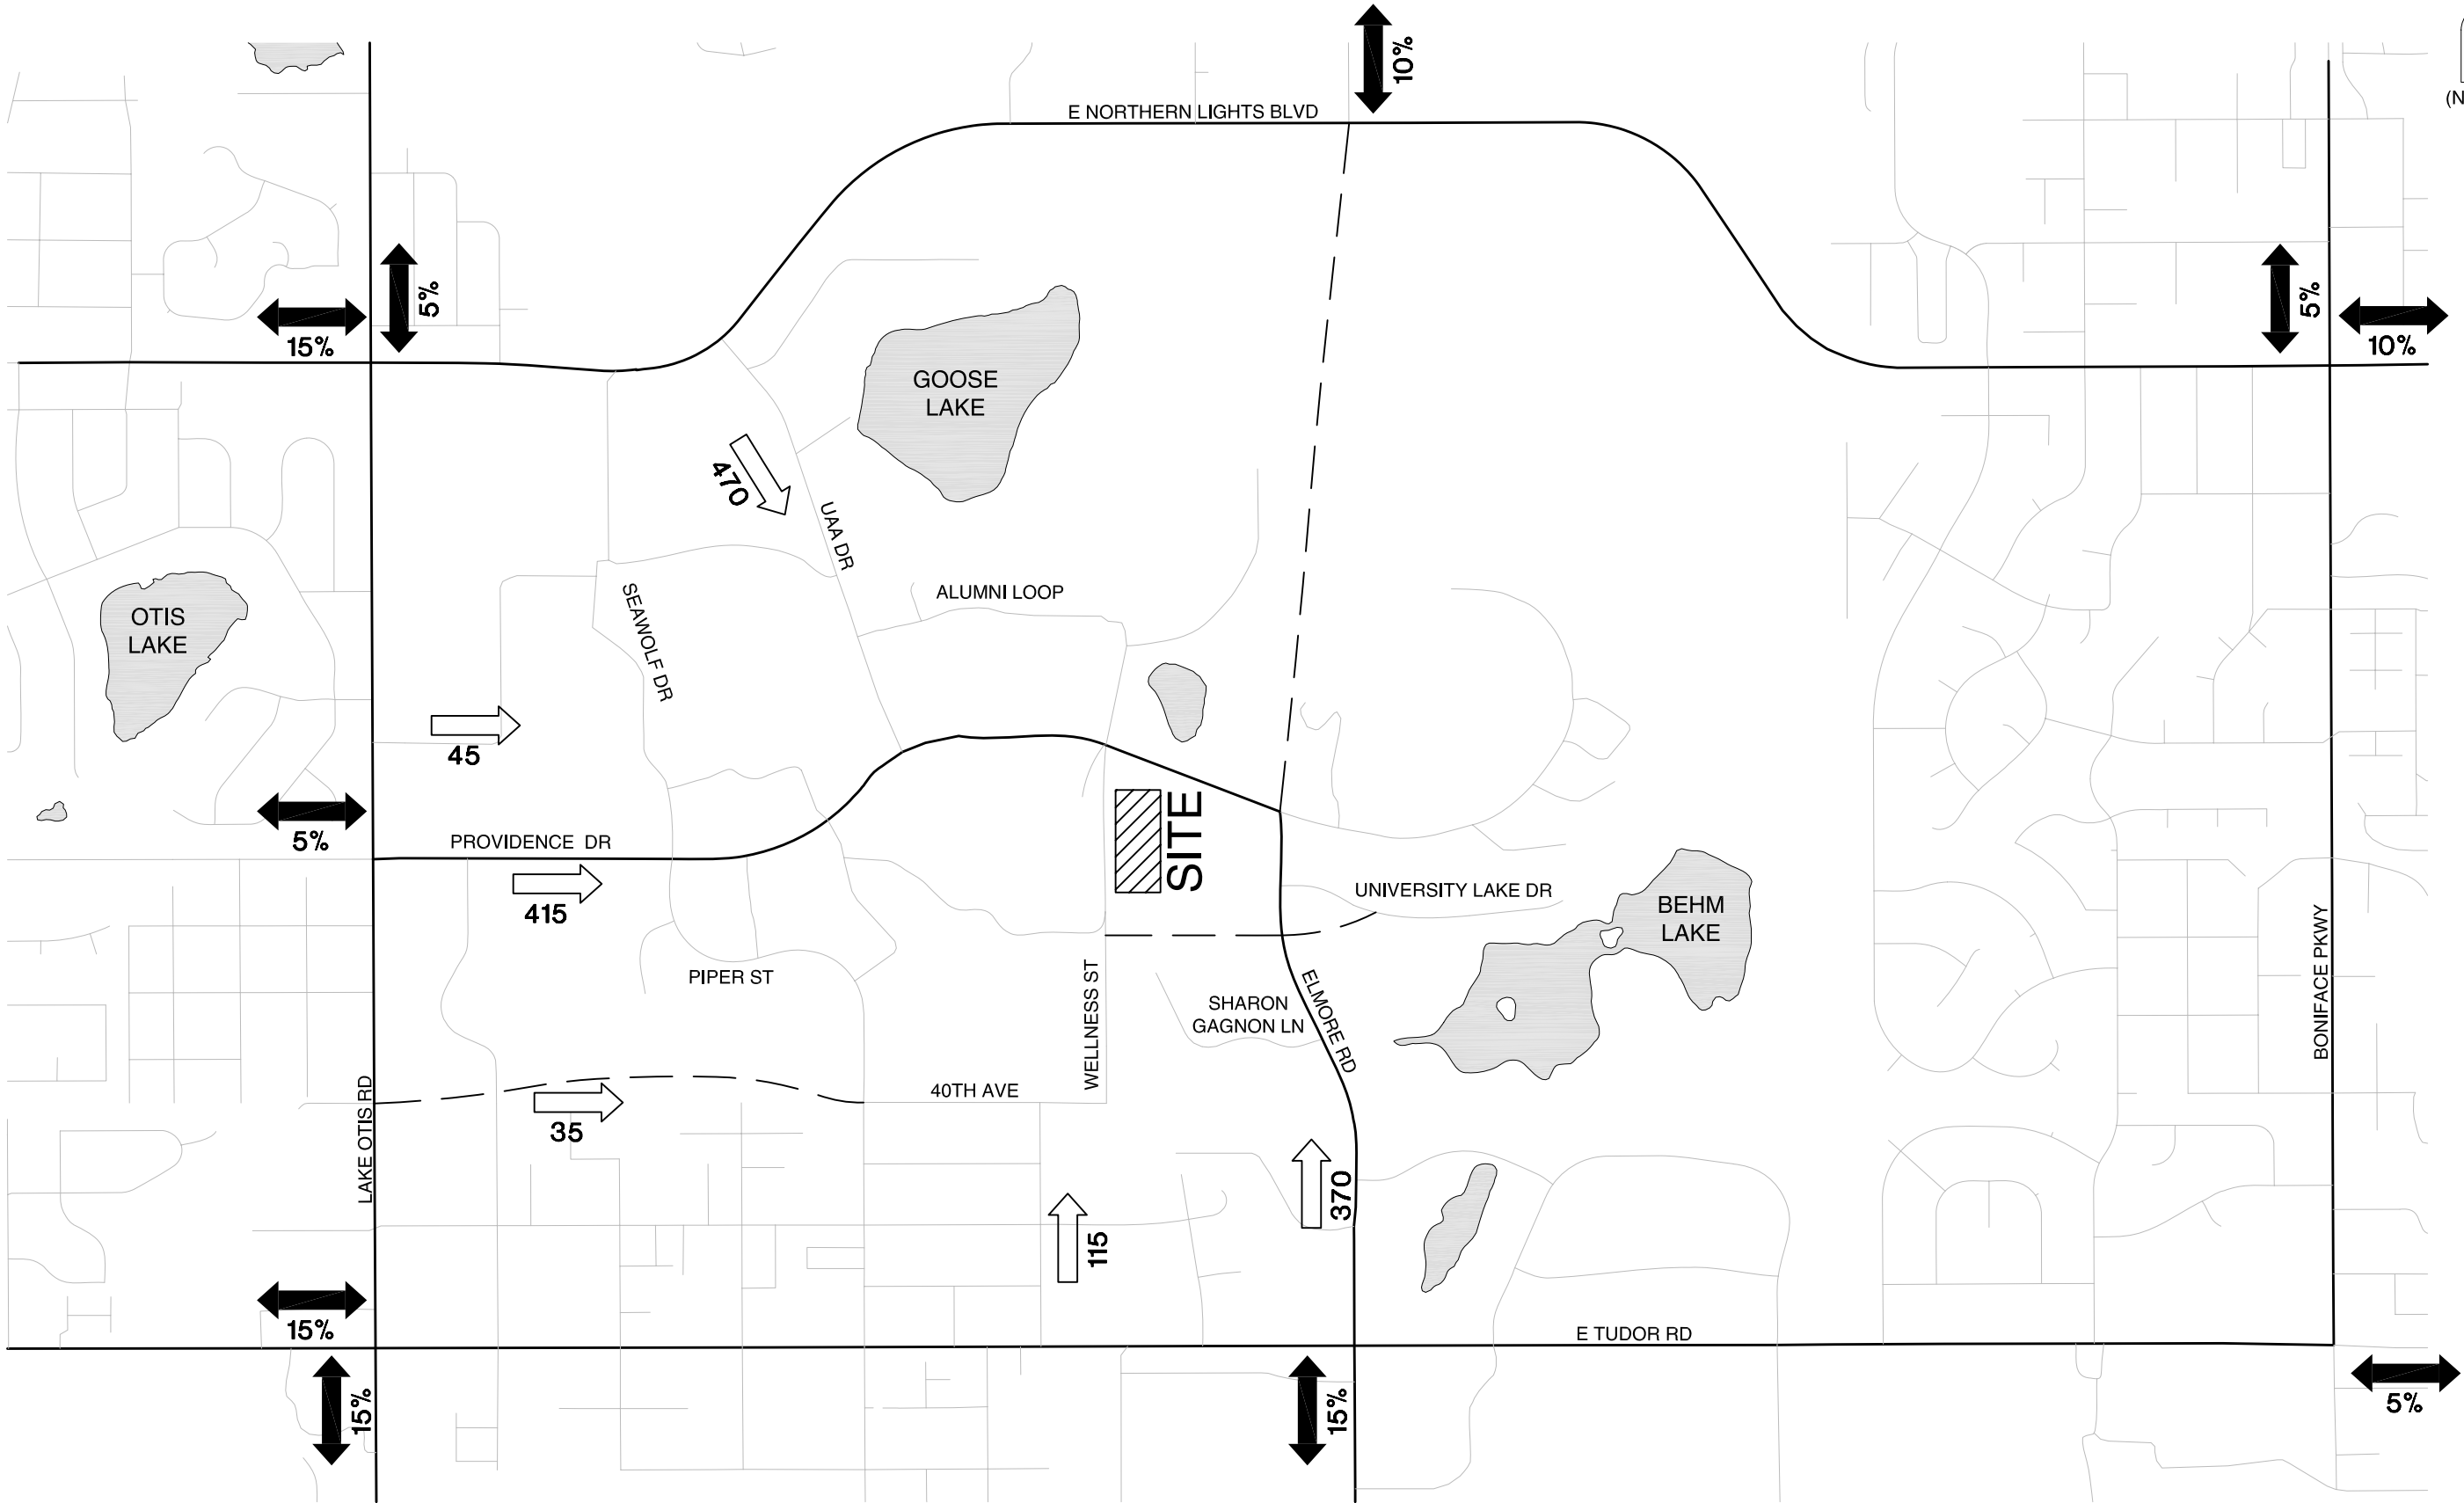 10%
(N
E NORTHERN LIGHTS BLVD
5%
15%
5%
10%
GOOSE
LAKE
470
UAA DR
ALUMNI LOOP
OTIS
LAKE
SEAWOLF DR
45
5%
PROVIDENCE DR
415
SITE
UNIVERSITY LAKE DR
BEHM
LAKE
PIPER ST
WELLNESS ST
SHARON
GAGNON LN
ELMORE RD
BONIFACE PKWY
LAKE OTIS RD
40TH AVE
35
370
115
15%
E TUDOR RD
15%
15%
5%